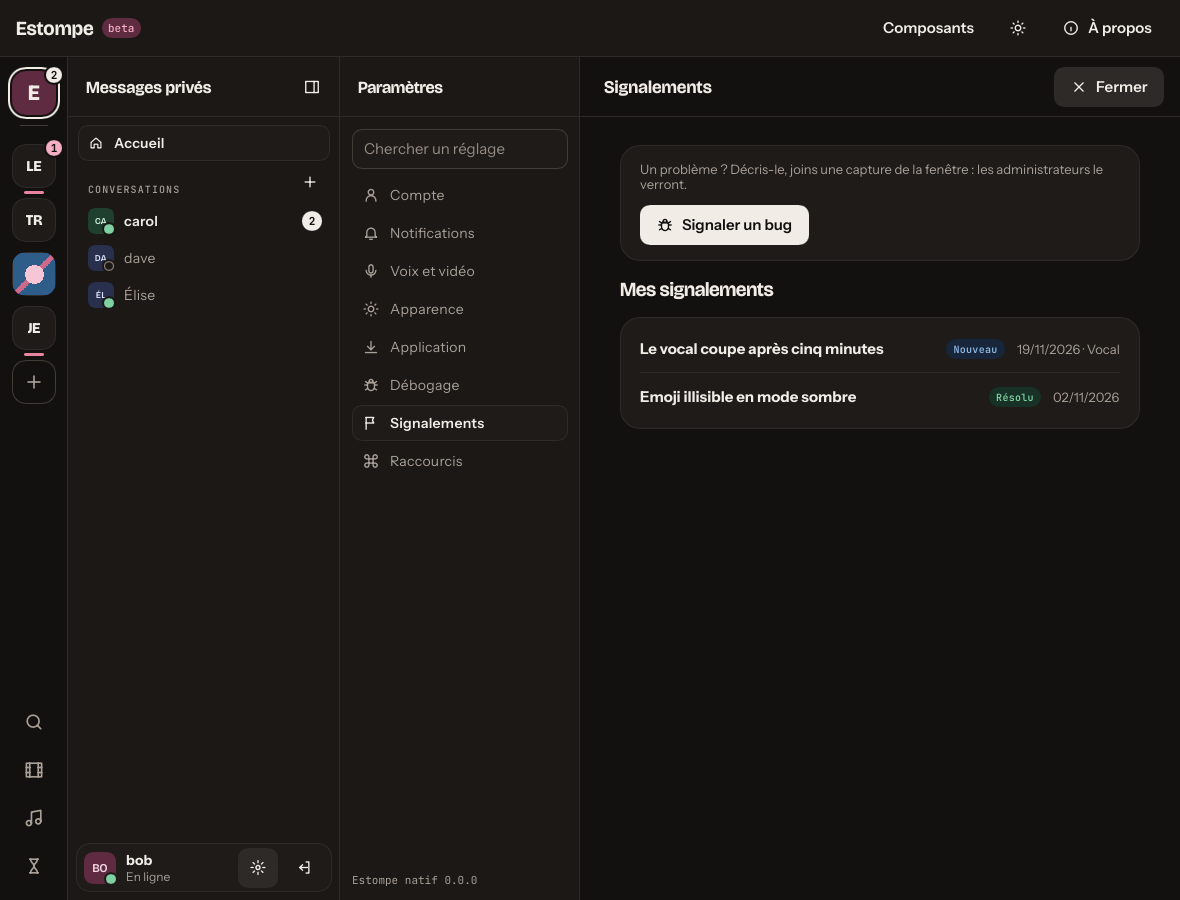 Estompe beta
Composants
À propos
E
2
LE
1
TR
JE
Messages privés
Accueil
CONVERSATIONS
CA carol 2
DA dave
ÉL Élise
BO bob
En ligne
Paramètres
Chercher un réglage
Compte
Notifications
Voix et vidéo
Apparence
Application
Débogage
Signalements
Raccourcis
Estompe natif 0.0.0
Signalements
Fermer
Un problème ? Décris-le, joins une capture de la fenêtre : les administrateurs le
verront.
Signaler un bug
Mes signalements
Le vocal coupe après cinq minutes Nouveau 19/11/2026 · Vocal
Emoji illisible en mode sombre Résolu 02/11/2026